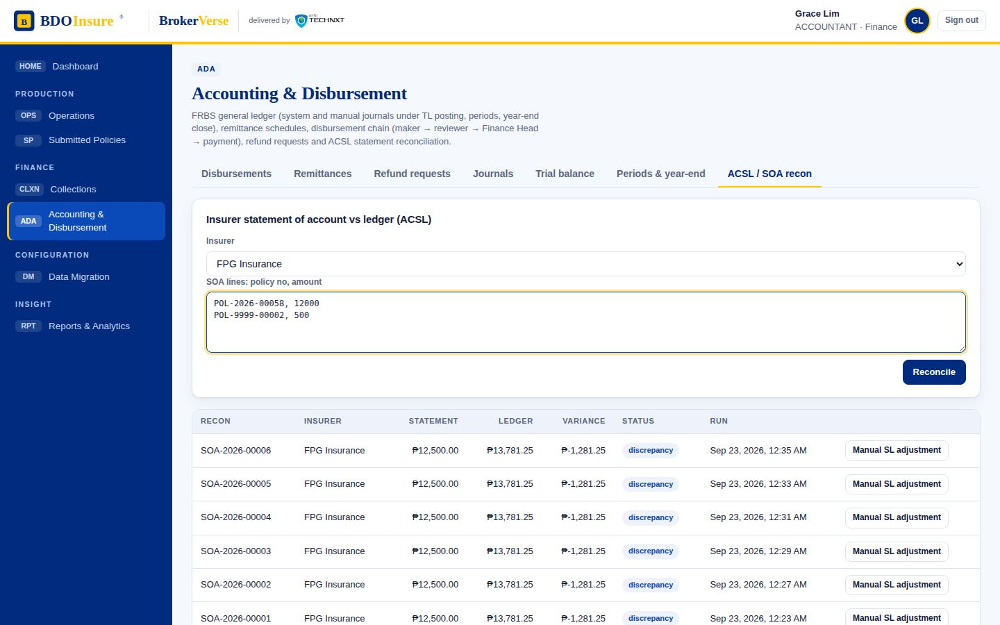 B BDOInsure ®
BrokerVerse
delivered by
TECHNXT
Grace Lim
ACCOUNTANT · Finance
GL
Sign out
HOME Dashboard
PRODUCTION
OPS Operations
SP Submitted Policies
FINANCE
CLXN Collections
ADA Accounting & Disbursement
CONFIGURATION
DM Data Migration
INSIGHT
RPT Reports & Analytics
ADA
Accounting & Disbursement
FRBS general ledger (system and manual journals under TL posting, periods, year-end
close), remittance schedules, disbursement chain (maker → reviewer → Finance Head
→ payment), refund requests and ACSL statement reconciliation.
Disbursements Remittances Refund requests Journals Trial balance Periods & year-end ACSL / SOA recon
Insurer statement of account vs ledger (ACSL)
Insurer
FPG Insurance
SOA lines: policy no, amount
POL-2026-00058, 12000
POL-9999-00002, 500
Reconcile
RECON INSURER STATEMENT LEDGER VARIANCE STATUS RUN
SOA-2026-00006 FPG Insurance ₱12,500.00 ₱13,781.25 ₱-1,281.25 discrepancy Sep 23, 2026, 12:35 AM Manual SL adjustment
SOA-2026-00005 FPG Insurance ₱12,500.00 ₱13,781.25 ₱-1,281.25 discrepancy Sep 23, 2026, 12:33 AM Manual SL adjustment
SOA-2026-00004 FPG Insurance ₱12,500.00 ₱13,781.25 ₱-1,281.25 discrepancy Sep 23, 2026, 12:31 AM Manual SL adjustment
SOA-2026-00003 FPG Insurance ₱12,500.00 ₱13,781.25 ₱-1,281.25 discrepancy Sep 23, 2026, 12:29 AM Manual SL adjustment
SOA-2026-00002 FPG Insurance ₱12,500.00 ₱13,781.25 ₱-1,281.25 discrepancy Sep 23, 2026, 12:27 AM Manual SL adjustment
SOA-2026-00001 FPG Insurance ₱12,500.00 ₱13,781.25 ₱-1,281.25 discrepancy Sep 23, 2026, 12:23 AM Manual SL adjustment